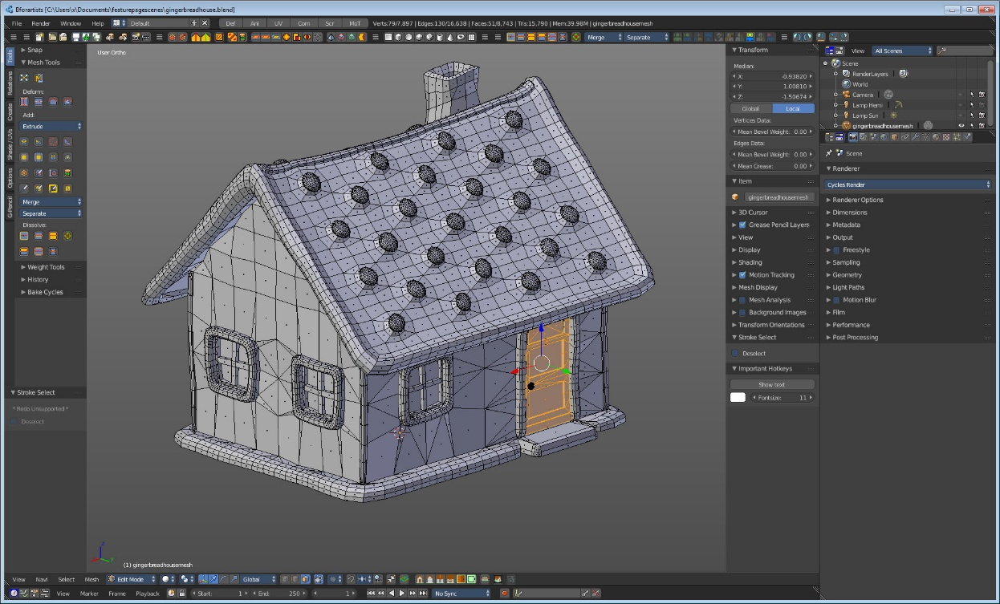 Bforartists [C:\Users\x\Documents\featurepagescenes\gingerbreadhouse.blend]
File Render Window Help Default Def Ani UV Com Scr MoT Verts:79/7,897 | Edges:130/16,638 | Faces:51/8,743 | Tris:15,790 | Mem:39.98M | gingerbreadhousemesh
Merge Separate
Tools
Relations
Create
Shade / UVs
Options
G-Pencil
Snap
Mesh Tools
Deform:
Add:
Extrude
Merge
Separate
Dissolve:
Weight Tools
History
Bake Cycles
Stroke Select
* Redo Unsupported *
Deselect
User Ortho
z
y
(1) gingerbreadhousemesh
Transform
Median:
X: -0.93820
Y: 1.00810
Z: -1.50674
Global Local
Vertices Data:
Mean Bevel Weight: 0.00
Edges Data:
Mean Bevel Weight: 0.00
Mean Crease: 0.00
Item
gingerbreadhousemesh
3D Cursor
Grease Pencil Layers
View
Display
Shading
Motion Tracking
Mesh Display
Mesh Analysis
Background Images
Transform Orientations
Stroke Select
Deselect
Important Hotkeys
Show text
Fontsize: 11
View All Scenes
Scene
RenderLayers
World
Camera
Lamp Hemi
Lamp Sun
gingerbreadhousemesh
Scene
Renderer
Cycles Render
Renderer Options
Dimensions
Metadata
Output
Freestyle
Sampling
Geometry
Light Paths
Motion Blur
Film
Performance
Post Processing
View Navi Select Mesh Edit Mode Global
View Marker Frame Playback Start: 1 End: 250 1 No Sync